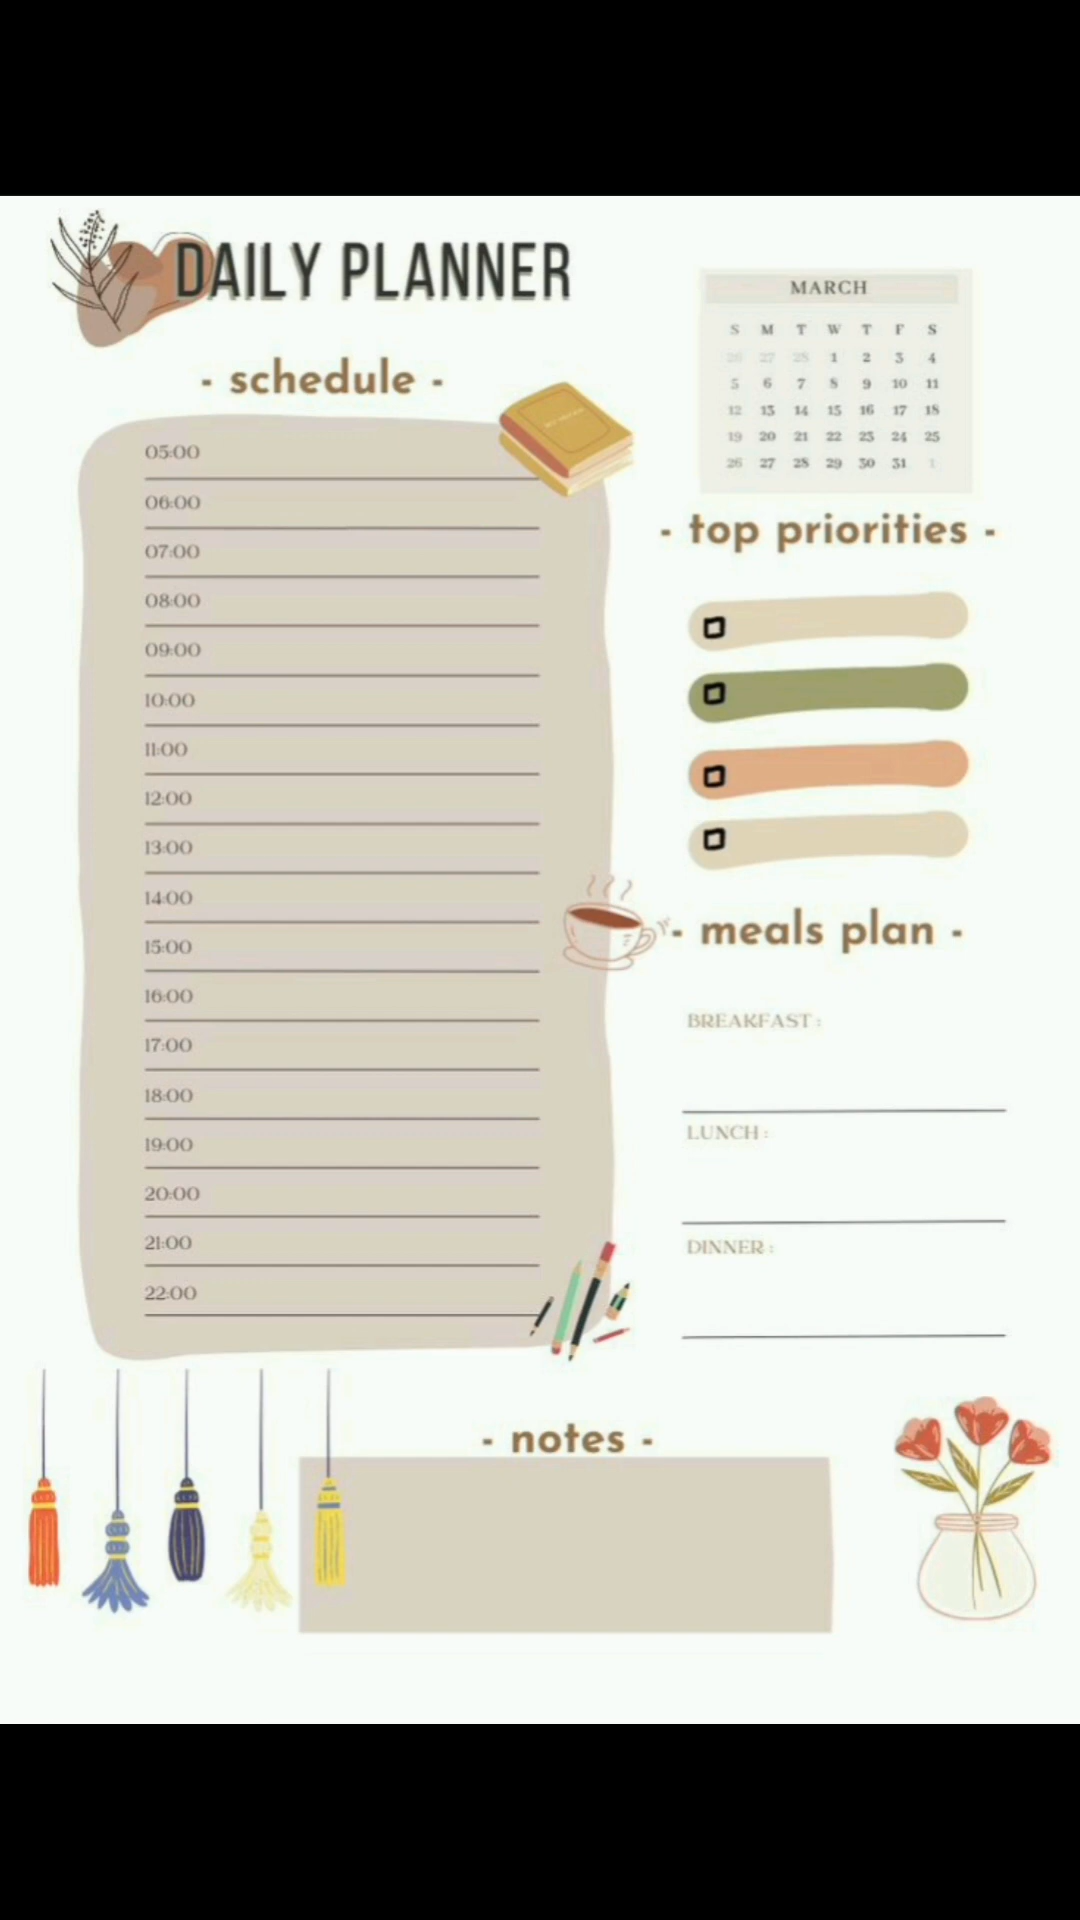 DAILY PLANNER
MARCH
S M T W T F S
26 27 28 1 2 3 4
5 6 7 8 9 10 11
12 13 14 15 16 17 18
19 20 21 22 23 24 25
26 27 28 29 30 31 1
- schedule -
05:00
06:00
07:00
08:00
09:00
10:00
11:00
12:00
13:00
14:00
15:00
16:00
17:00
18:00
19:00
20:00
21:00
22:00
- top priorities -
- meals plan -
BREAKFAST :
LUNCH :
DINNER :
- notes -